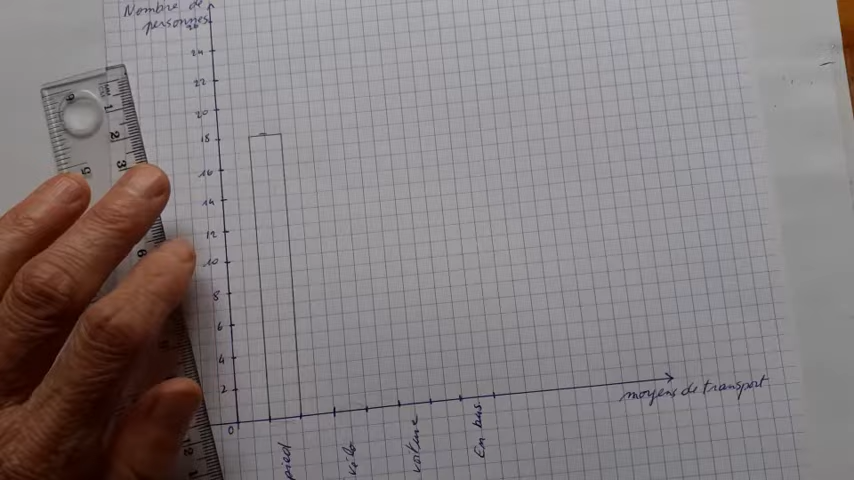 Nombre de
personnes
24
22
20
18
16
14
12
10
8
6
4
2
0
moyens de transport
pied
vélo
voiture
En bus